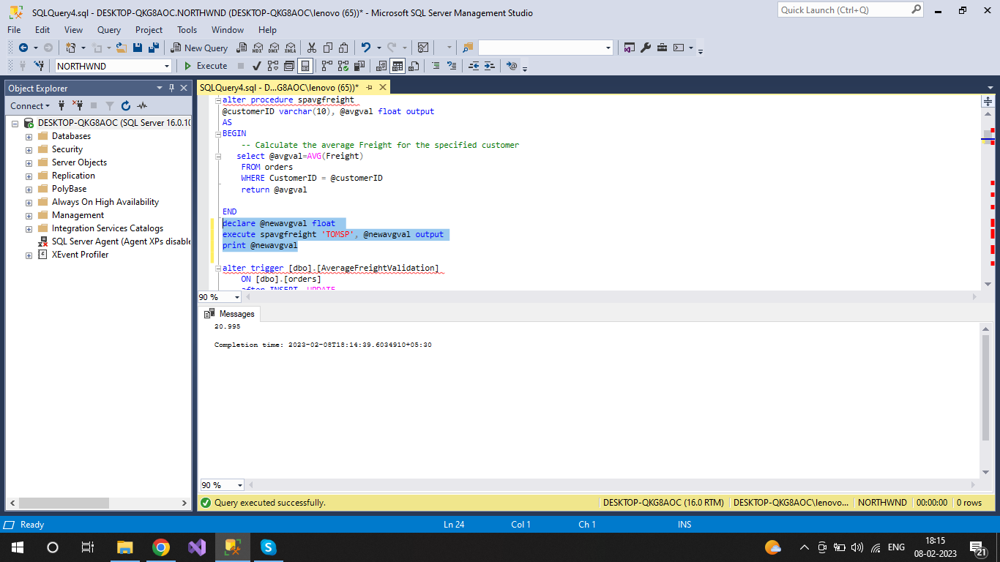 SQLQuery4.sql - DESKTOP-QKG8AOC.NORTHWND (DESKTOP-QKG8AOC\lenovo (65))* - Microsoft SQL Server Management Studio
Quick Launch (Ctrl+Q)
File Edit View Query Project Tools Window Help
New Query
MDX DMX XMLA
NORTHWND
Execute
Object Explorer
SQLQuery4.sql - D...G8AOC\lenovo (65))*
Connect
DESKTOP-QKG8AOC (SQL Server 16.0.10
Databases
Security
Server Objects
Replication
PolyBase
Always On High Availability
Management
Integration Services Catalogs
SQL Server Agent (Agent XPs disable
XEvent Profiler
alter procedure spavgfreight
@customerID varchar(10), @avgval float output
AS
BEGIN
-- Calculate the average Freight for the specified customer
select @avgval=AVG(Freight)
FROM orders
WHERE CustomerID = @customerID
return @avgval
END
declare @newavgval float
execute spavgfreight 'TOMSP', @newavgval output
print @newavgval
alter trigger [dbo].[AverageFreightValidation]
ON [dbo].[orders]
after INSERT, UPDATE
90 %
Messages
20.995
Completion time: 2023-02-08T18:14:39.6034910+05:30
90 %
Query executed successfully.
DESKTOP-QKG8AOC (16.0 RTM) DESKTOP-QKG8AOC\lenovo... NORTHWND 00:00:00 0 rows
Ready
Ln 24 Col 1 Ch 1 INS
ENG
18:15
08-02-2023
21